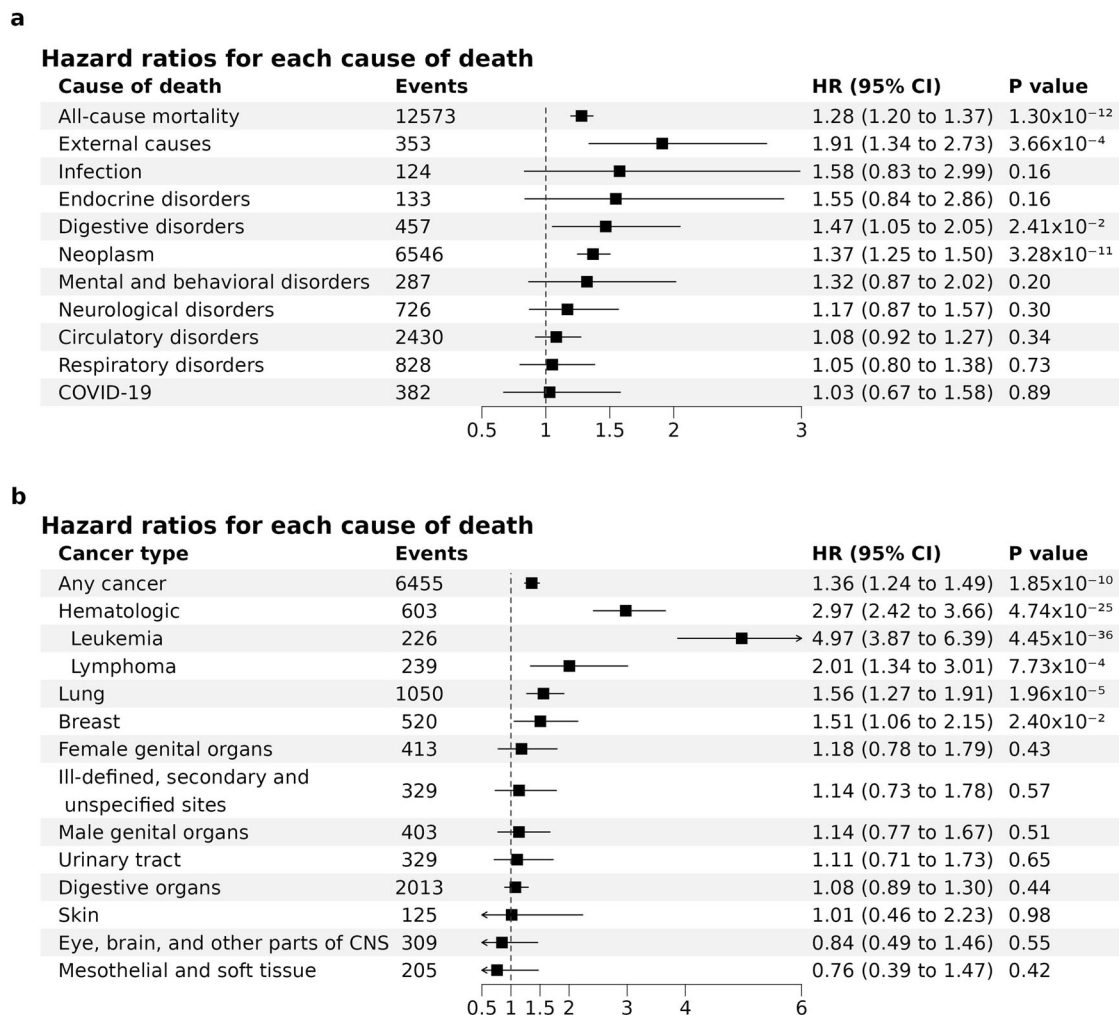 a
Hazard ratios for each cause of death
Cause of death Events HR (95% CI) P value
All-cause mortality 12573 1.28 (1.20 to 1.37) 1.30x10⁻¹²
External causes 353 1.91 (1.34 to 2.73) 3.66x10⁻⁴
Infection 124 1.58 (0.83 to 2.99) 0.16
Endocrine disorders 133 1.55 (0.84 to 2.86) 0.16
Digestive disorders 457 1.47 (1.05 to 2.05) 2.41x10⁻²
Neoplasm 6546 1.37 (1.25 to 1.50) 3.28x10⁻¹¹
Mental and behavioral disorders 287 1.32 (0.87 to 2.02) 0.20
Neurological disorders 726 1.17 (0.87 to 1.57) 0.30
Circulatory disorders 2430 1.08 (0.92 to 1.27) 0.34
Respiratory disorders 828 1.05 (0.80 to 1.38) 0.73
COVID-19 382 1.03 (0.67 to 1.58) 0.89
0.5 1 1.5 2 3
b
Hazard ratios for each cause of death
Cancer type Events HR (95% CI) P value
Any cancer 6455 1.36 (1.24 to 1.49) 1.85x10⁻¹⁰
Hematologic 603 2.97 (2.42 to 3.66) 4.74x10⁻²⁵
Leukemia 226 4.97 (3.87 to 6.39) 4.45x10⁻³⁶
Lymphoma 239 2.01 (1.34 to 3.01) 7.73x10⁻⁴
Lung 1050 1.56 (1.27 to 1.91) 1.96x10⁻⁵
Breast 520 1.51 (1.06 to 2.15) 2.40x10⁻²
Female genital organs 413 1.18 (0.78 to 1.79) 0.43
Ill-defined, secondary and
unspecified sites 329 1.14 (0.73 to 1.78) 0.57
Male genital organs 403 1.14 (0.77 to 1.67) 0.51
Urinary tract 329 1.11 (0.71 to 1.73) 0.65
Digestive organs 2013 1.08 (0.89 to 1.30) 0.44
Skin 125 1.01 (0.46 to 2.23) 0.98
Eye, brain, and other parts of CNS 309 0.84 (0.49 to 1.46) 0.55
Mesothelial and soft tissue 205 0.76 (0.39 to 1.47) 0.42
0.5 1 1.5 2 3 4 6